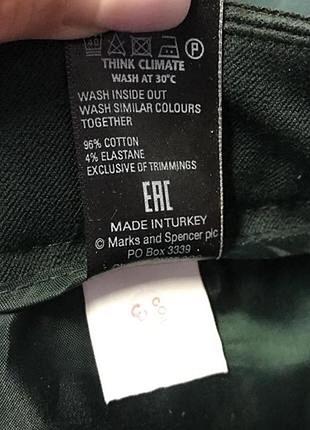 40 P
THINK CLIMATE
WASH AT 30°C
WASH INSIDE OUT
WASH SIMILAR COLOURS
TOGETHER
96% COTTON
4% ELASTANE
EXCLUSIVE OF TRIMMINGS
EAC
MADE IN TURKEY
© Marks and Spencer plc
PO Box 3339